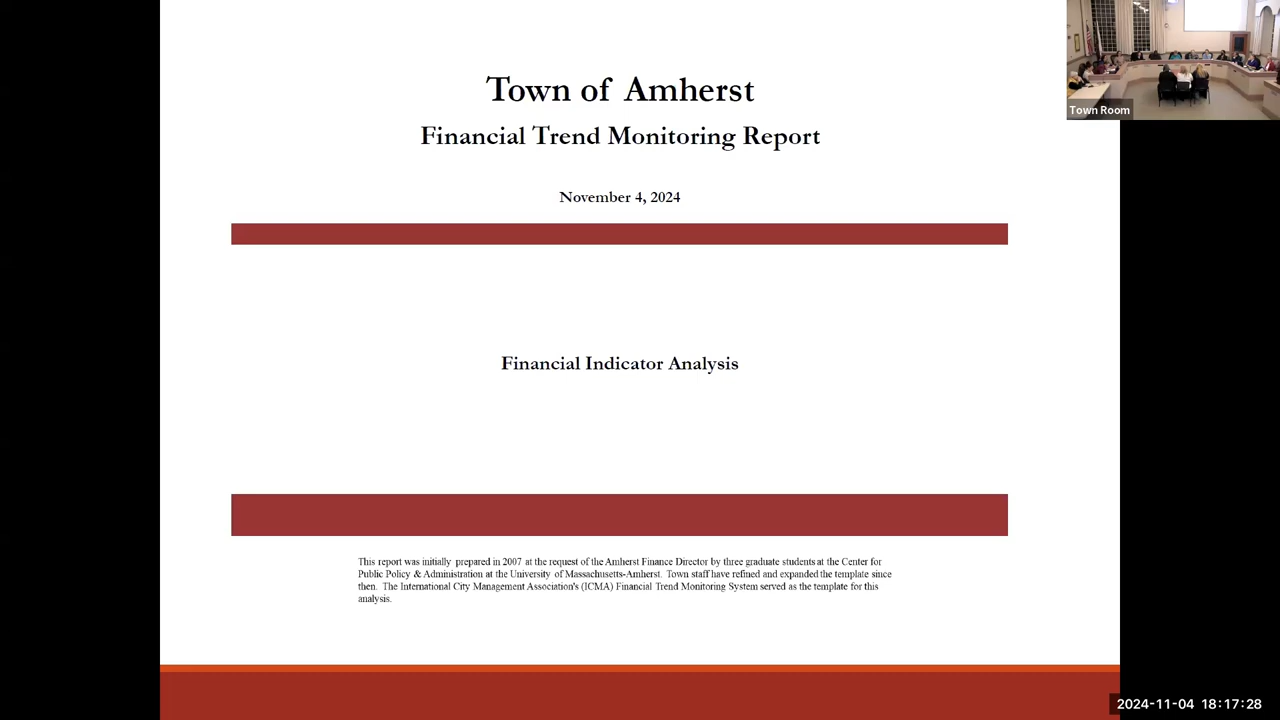 Town of Amherst
Financial Trend Monitoring Report
November 4, 2024
Town Room
Financial Indicator Analysis
This report was initially prepared in 2007 at the request of the Amherst Finance Director by three graduate students at the Center for
Public Policy & Administration at the University of Massachusetts-Amherst. Town staff have refined and expanded the template since
then. The International City Management Association's (ICMA) Financial Trend Monitoring System served as the template for this
analysis.
2024-11-04 18:17:28